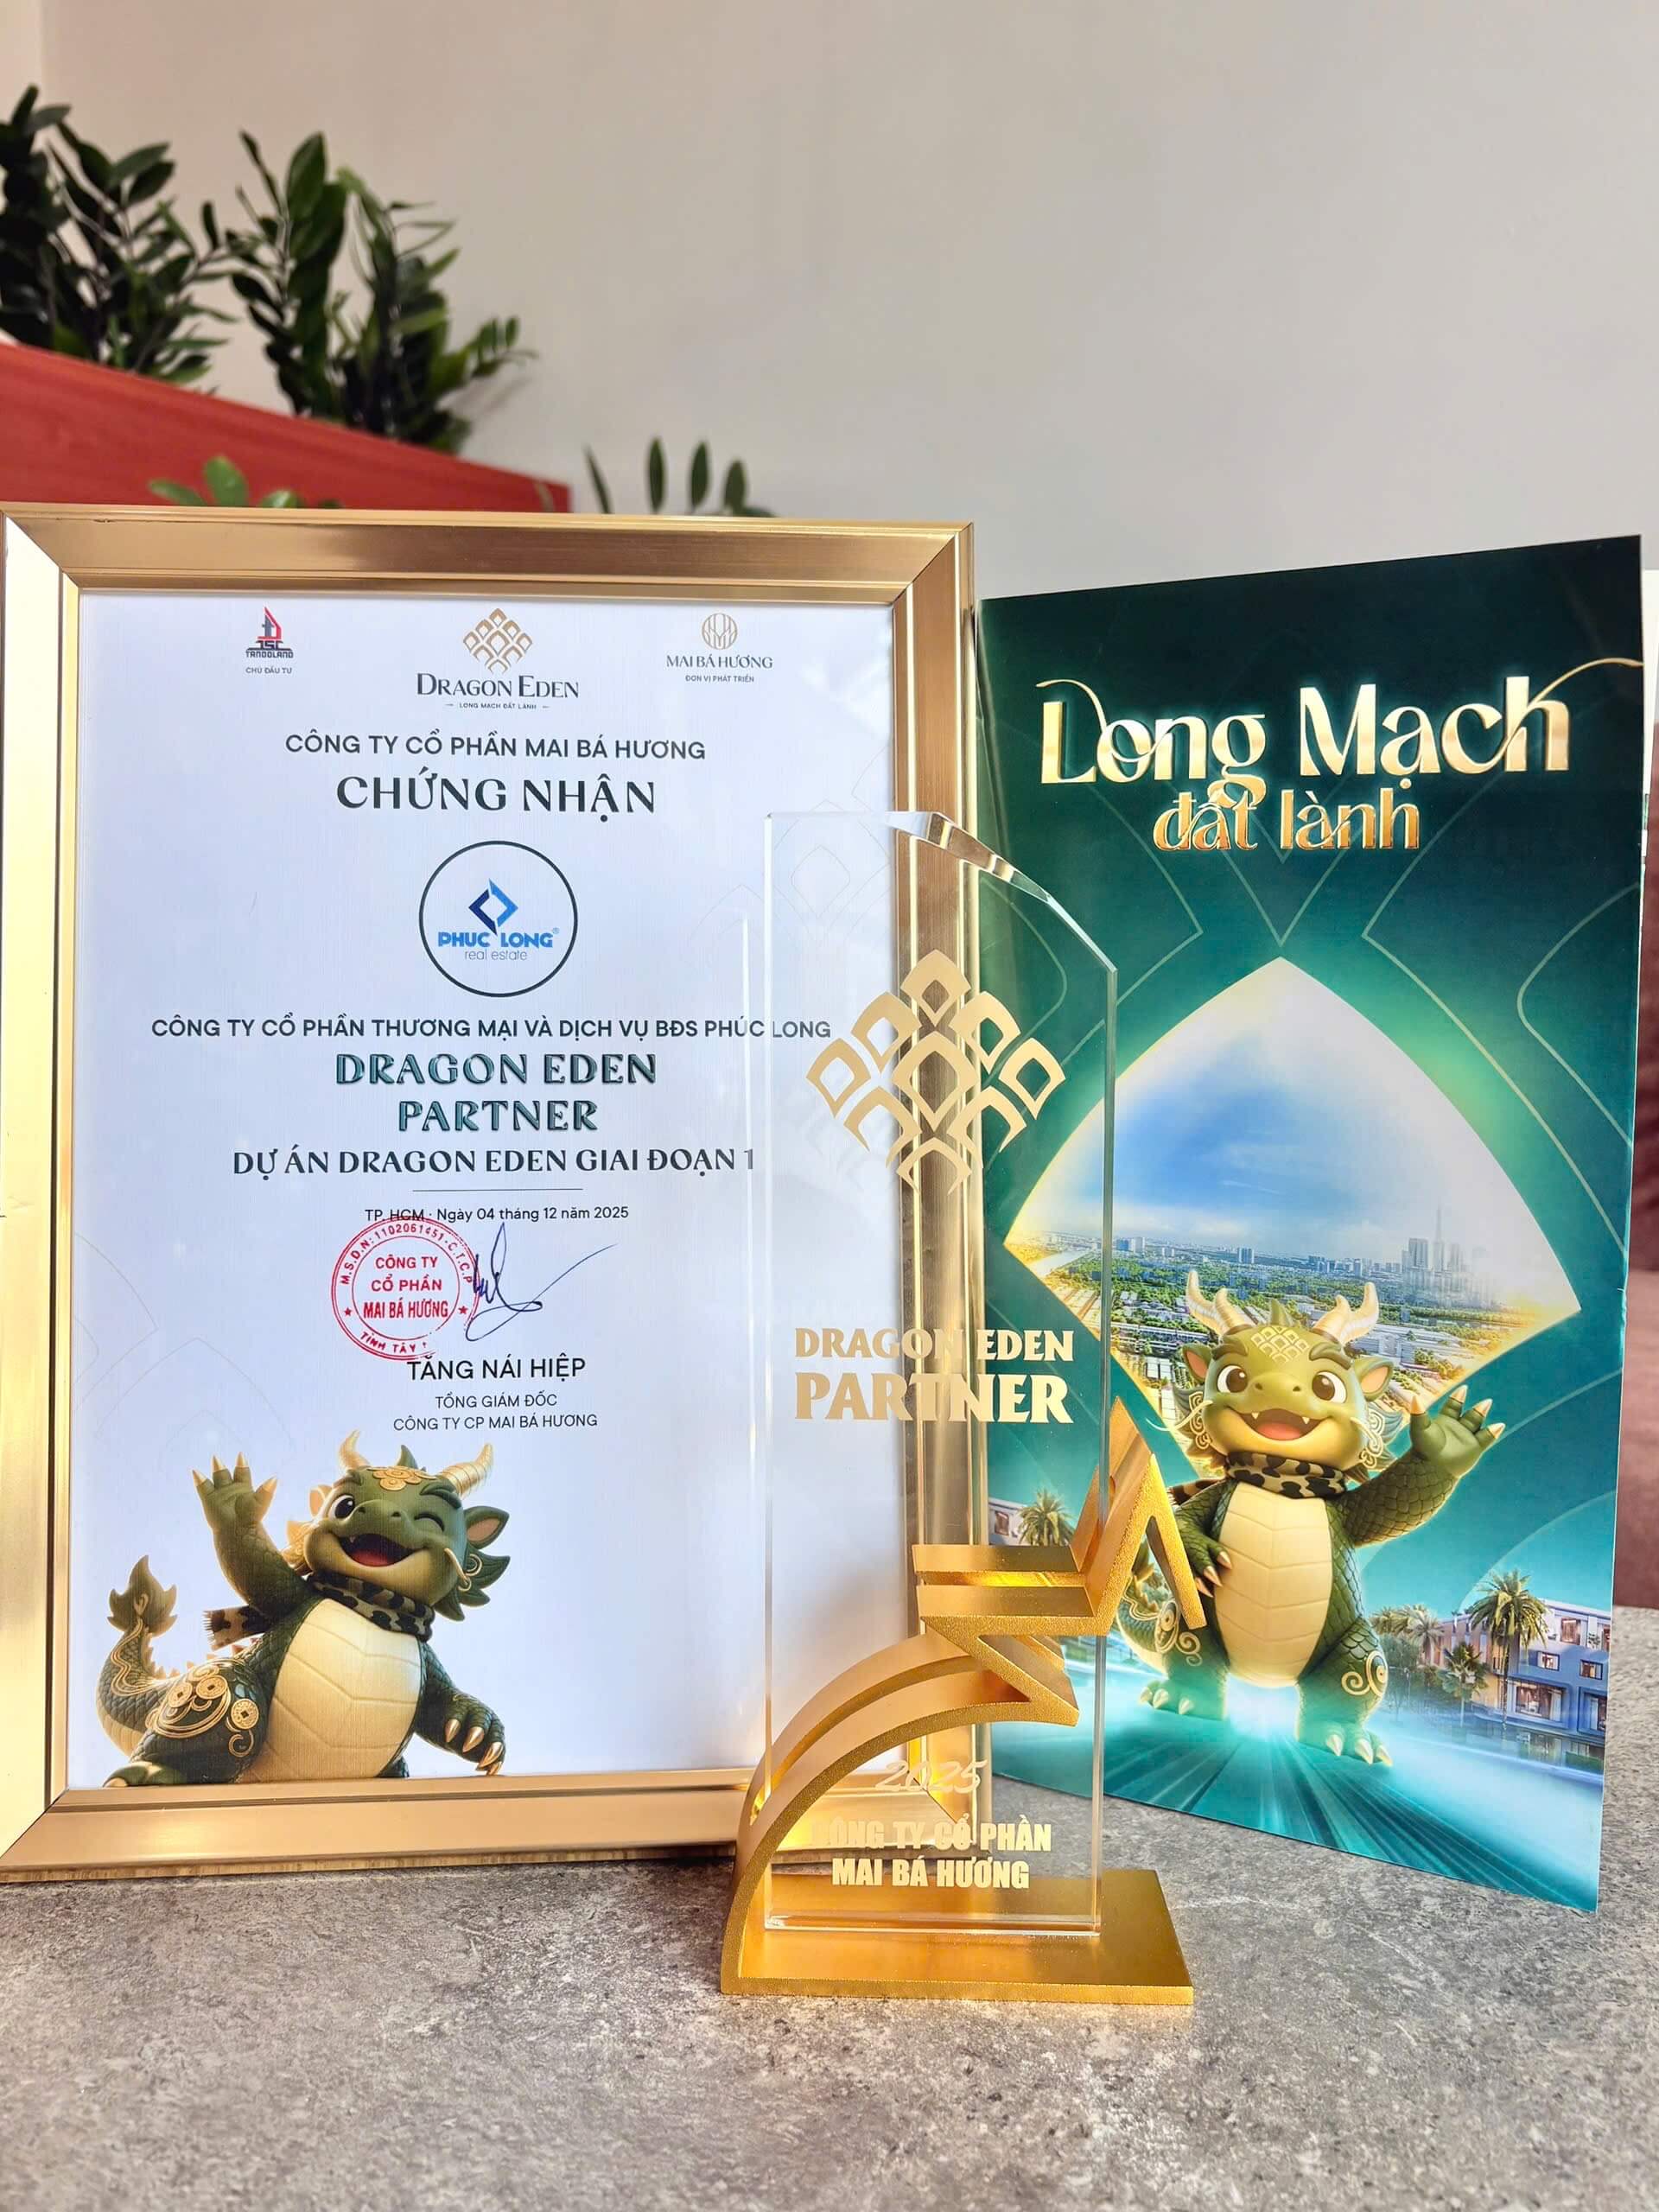 TANDOLAND
CHỦ ĐẦU TƯ
DRAGON EDEN
LONG MẠCH ĐẤT LÀNH
MAI BÁ HƯƠNG
ĐƠN VỊ PHÁT TRIỂN
CÔNG TY CỔ PHẦN MAI BÁ HƯƠNG
CHỨNG NHẬN
PHUC LONG®
real estate
CÔNG TY CỔ PHẦN THƯƠNG MẠI VÀ DỊCH VỤ BĐS PHÚC LONG
DRAGON EDEN
PARTNER
DỰ ÁN DRAGON EDEN GIAI ĐOẠN 1
TP. HCM · Ngày 04 tháng 12 năm 2025
M.S.D.N: 1102061451-C.T.C.P
CÔNG TY
CỔ PHẦN
MAI BÁ HƯƠNG
TỈNH TÂY
TĂNG NÁI HIỆP
TỔNG GIÁM ĐỐC
CÔNG TY CP MAI BÁ HƯƠNG
DRAGON EDEN
PARTNER
2025
CÔNG TY CỔ PHẦN
MAI BÁ HƯƠNG
Long Mạch
đất lành